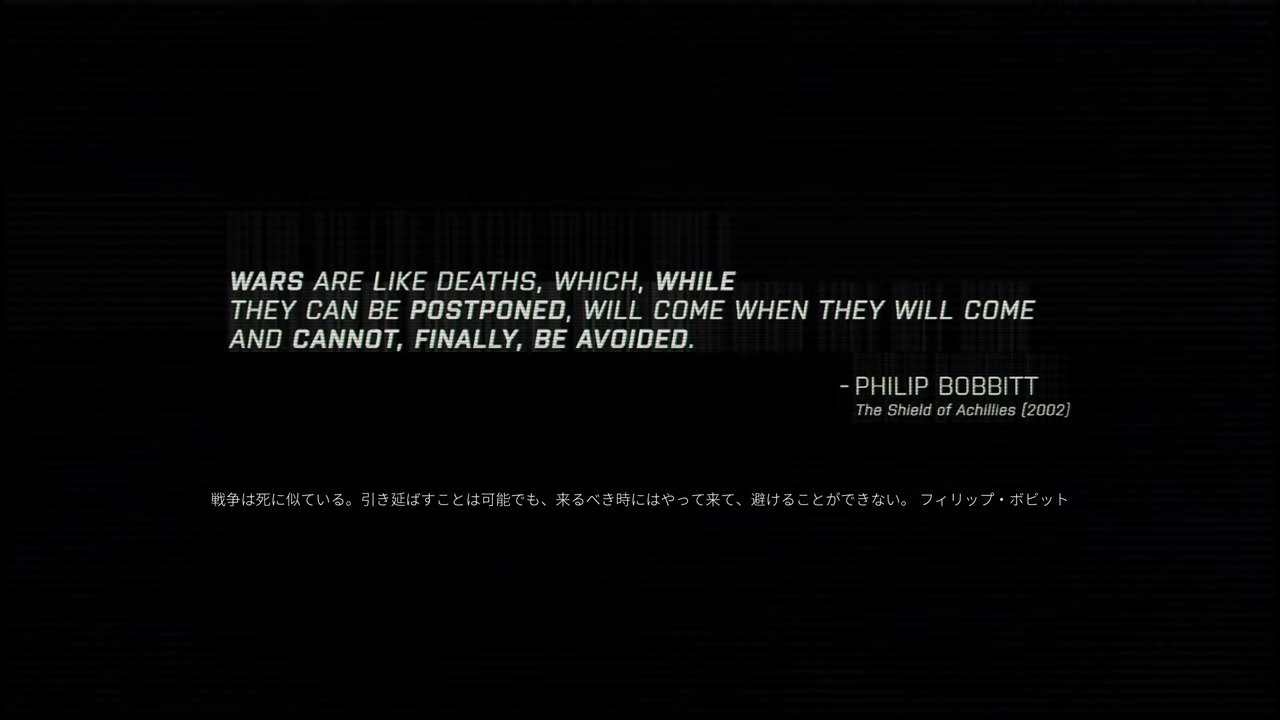 WARS ARE LIKE DEATHS, WHICH, WHILE
THEY CAN BE POSTPONED, WILL COME WHEN THEY WILL COME
AND CANNOT, FINALLY, BE AVOIDED.
- PHILIP BOBBITT
The Shield of Achillies (2002)
戦争は死に似ている。引き延ばすことは可能でも、来るべき時にはやって来て、避けることができない。 フィリップ・ボビット